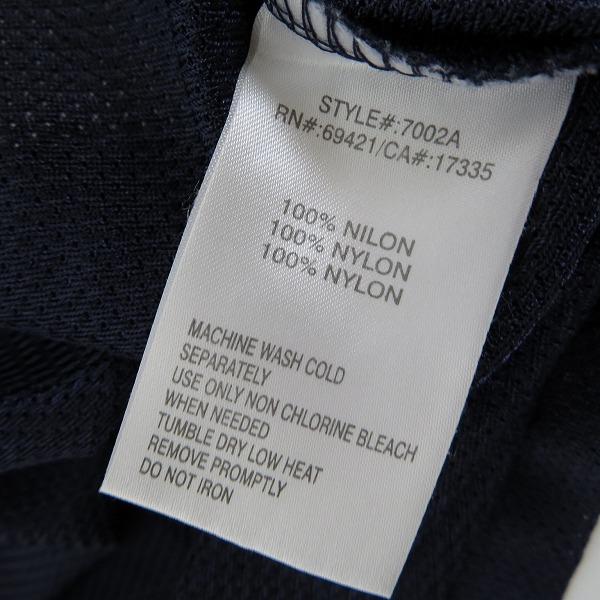 STYLE#:7002A
RN#:69421/CA#:17335
100% NILON
100% NYLON
100% NYLON
MACHINE WASH COLD
SEPARATELY
USE ONLY NON CHLORINE BLEACH
WHEN NEEDED
TUMBLE DRY LOW HEAT
REMOVE PROMPTLY
DO NOT IRON